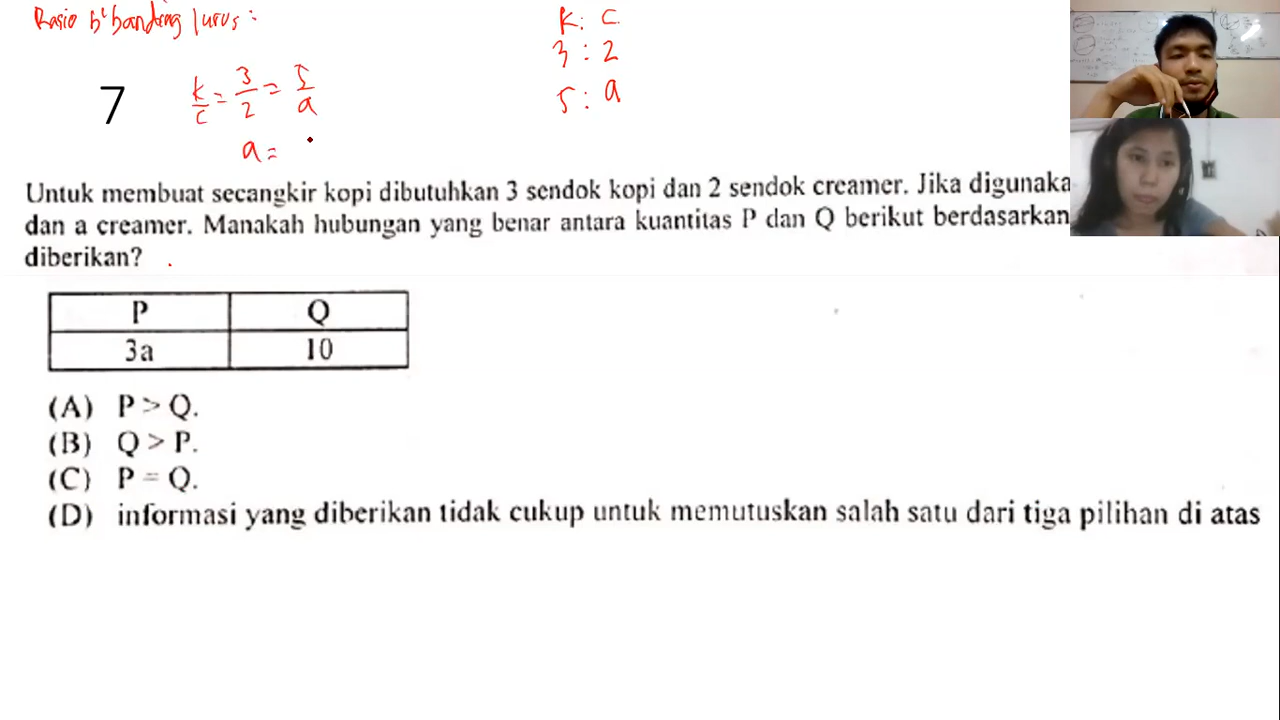 Rasio b'banding lurus :
K : C
3 : 2
5 : a
7
K/C = 3/2 = 5/a
a =
Untuk membuat secangkir kopi dibutuhkan 3 sendok kopi dan 2 sendok creamer. Jika digunaka
dan a creamer. Manakah hubungan yang benar antara kuantitas P dan Q berikut berdasarkan
diberikan?
P Q
3a 10
(A) P > Q.
(B) Q > P.
(C) P = Q.
(D) informasi yang diberikan tidak cukup untuk memutuskan salah satu dari tiga pilihan di atas